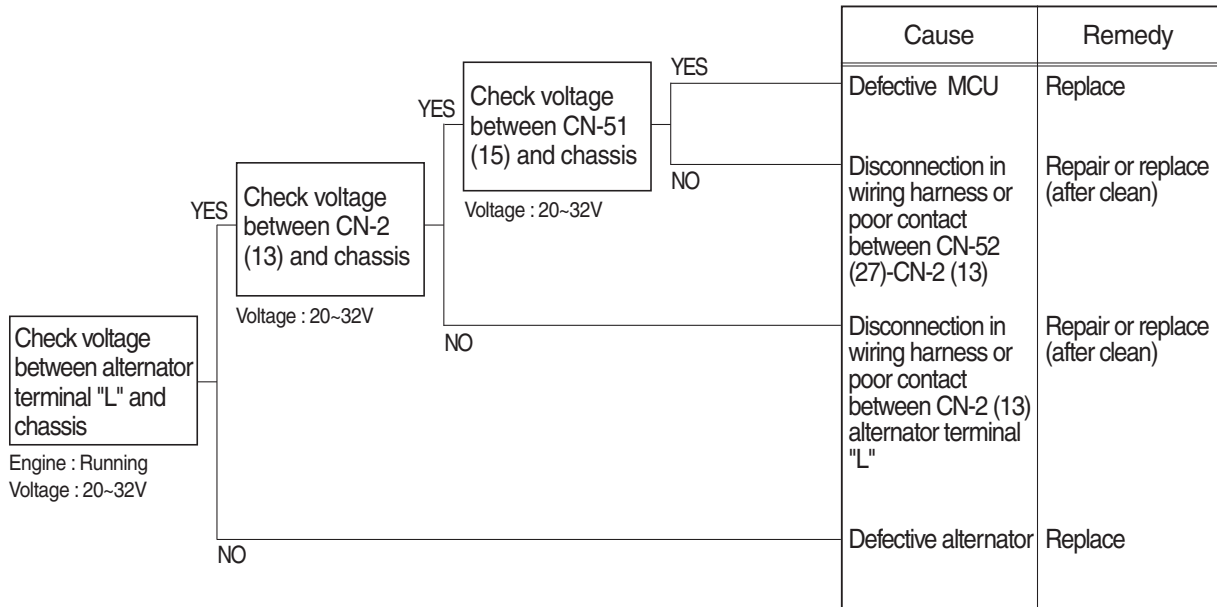 Cause
Remedy
YES
Defective MCU
Replace
YES
Check voltage
between CN-51
(15) and chassis
Voltage : 20~32V
NO
Disconnection in
wiring harness or
poor contact
between CN-52
(27)-CN-2 (13)
Repair or replace
(after clean)
YES
Check voltage
between CN-2
(13) and chassis
Voltage : 20~32V
NO
Disconnection in
wiring harness or
poor contact
between CN-2 (13)
alternator terminal
"L"
Repair or replace
(after clean)
Check voltage
between alternator
terminal "L" and
chassis
Engine : Running
Voltage : 20~32V
NO
Defective alternator
Replace